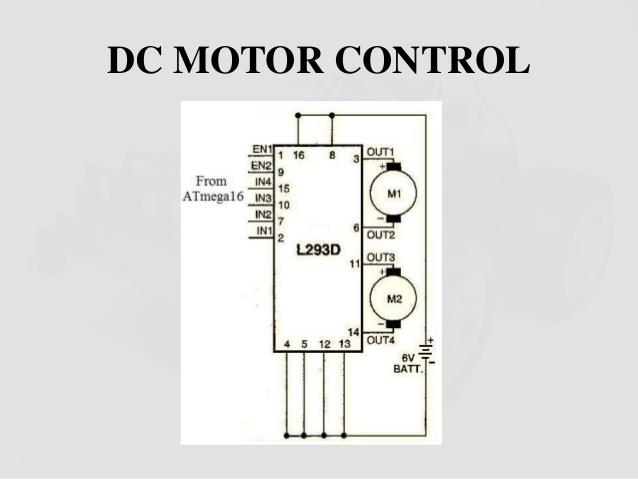 DC MOTOR CONTROL
EN1 1 16 8 3 OUT1
EN2 9
IN4 15
IN3 10
IN2 7
IN1 2
From
ATmega16
+
M1
-
6 OUT2
L293D
11 OUT3
+
M2
-
14 OUT4
4 5 12 13
+
6V -
BATT.